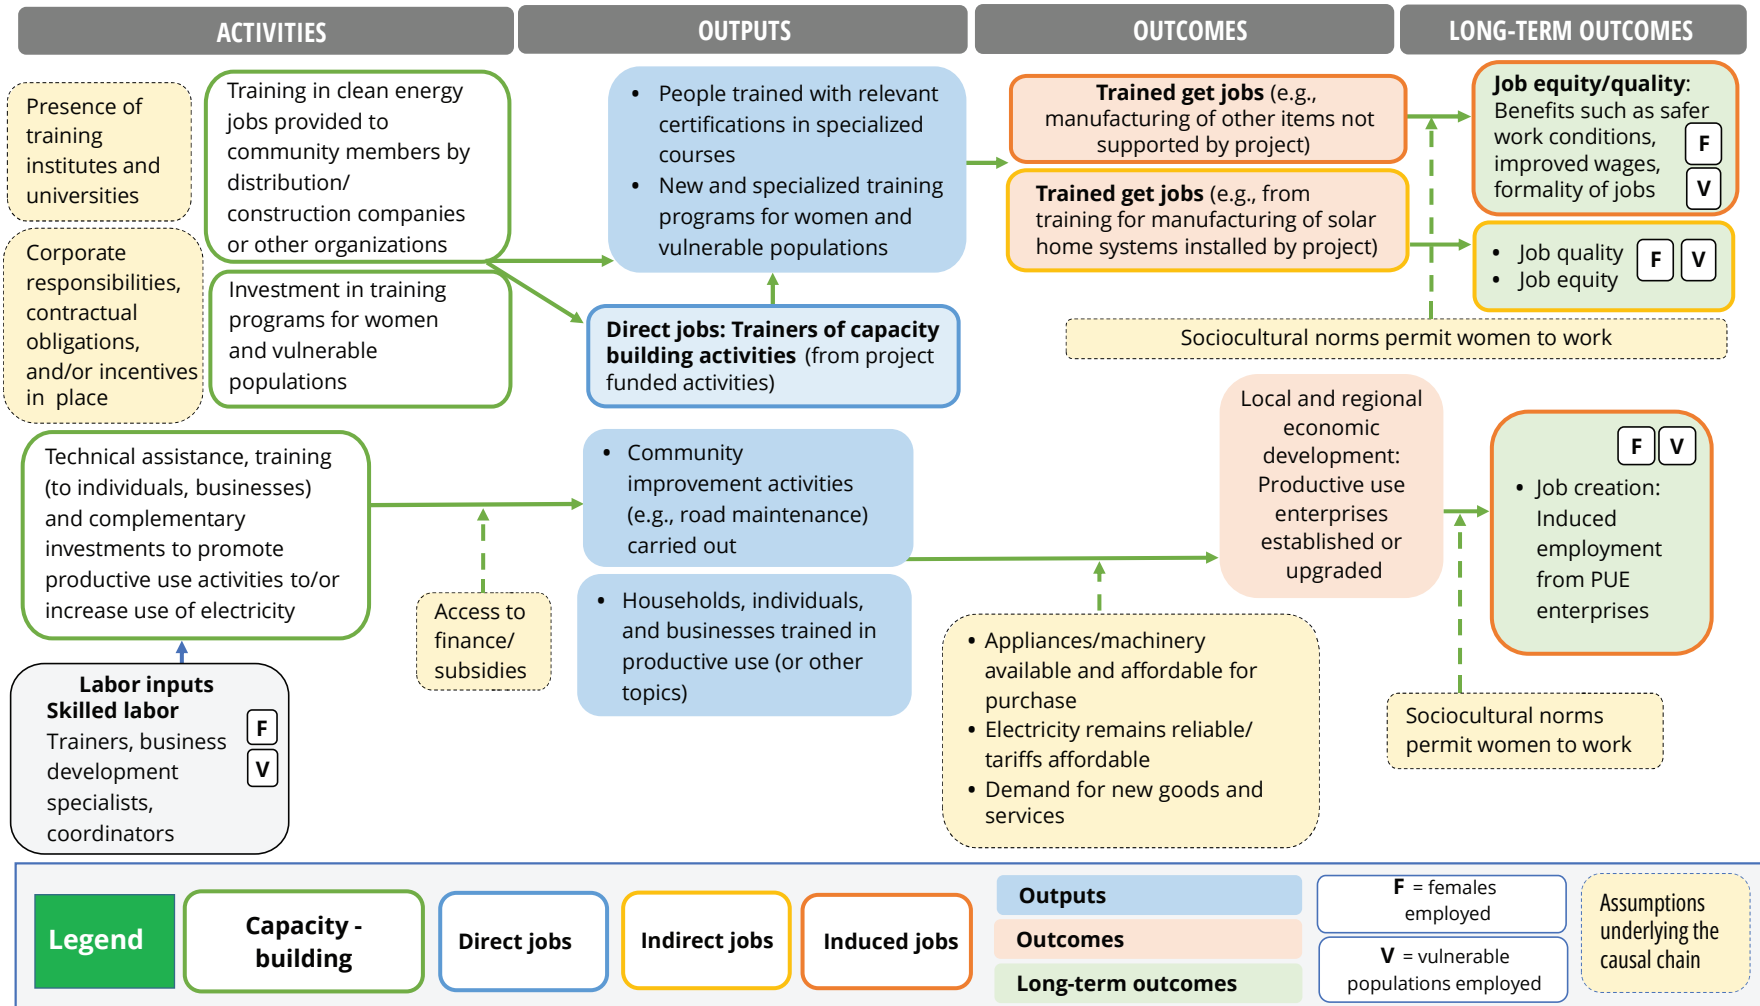 ACTIVITIES
OUTPUTS
OUTCOMES
LONG-TERM OUTCOMES
Presence of
training
institutes and
universities
Corporate
responsibilities,
contractual
obligations,
and/or incentives
in place
Training in clean energy
jobs provided to
community members by
distribution/
construction companies
or other organizations
Investment in training
programs for women
and vulnerable
populations
• People trained with relevant
certifications in specialized
courses
• New and specialized training
programs for women and
vulnerable populations
Direct jobs: Trainers of capacity
building activities (from project
funded activities)
Trained get jobs (e.g.,
manufacturing of other items not
supported by project)
Trained get jobs (e.g., from
training for manufacturing of solar
home systems installed by project)
Job equity/quality:
Benefits such as safer
work conditions,
improved wages,
formality of jobs
F
V
• Job quality
• Job equity
F
V
Sociocultural norms permit women to work
Technical assistance, training
(to individuals, businesses)
and complementary
investments to promote
productive use activities to/or
increase use of electricity
Labor inputs
Skilled labor
Trainers, business
development
specialists,
coordinators
F
V
Access to
finance/
subsidies
• Community
improvement activities
(e.g., road maintenance)
carried out
• Households, individuals,
and businesses trained in
productive use (or other
topics)
• Appliances/machinery
available and affordable for
purchase
• Electricity remains reliable/
tariffs affordable
• Demand for new goods and
services
Local and regional
economic
development:
Productive use
enterprises
established or
upgraded
F
V
• Job creation:
Induced
employment
from PUE
enterprises
Sociocultural norms
permit women to work
Legend
Capacity -
building
Direct jobs
Indirect jobs
Induced jobs
Outputs
Outcomes
Long-term outcomes
F = females
employed
V = vulnerable
populations employed
Assumptions
underlying the
causal chain